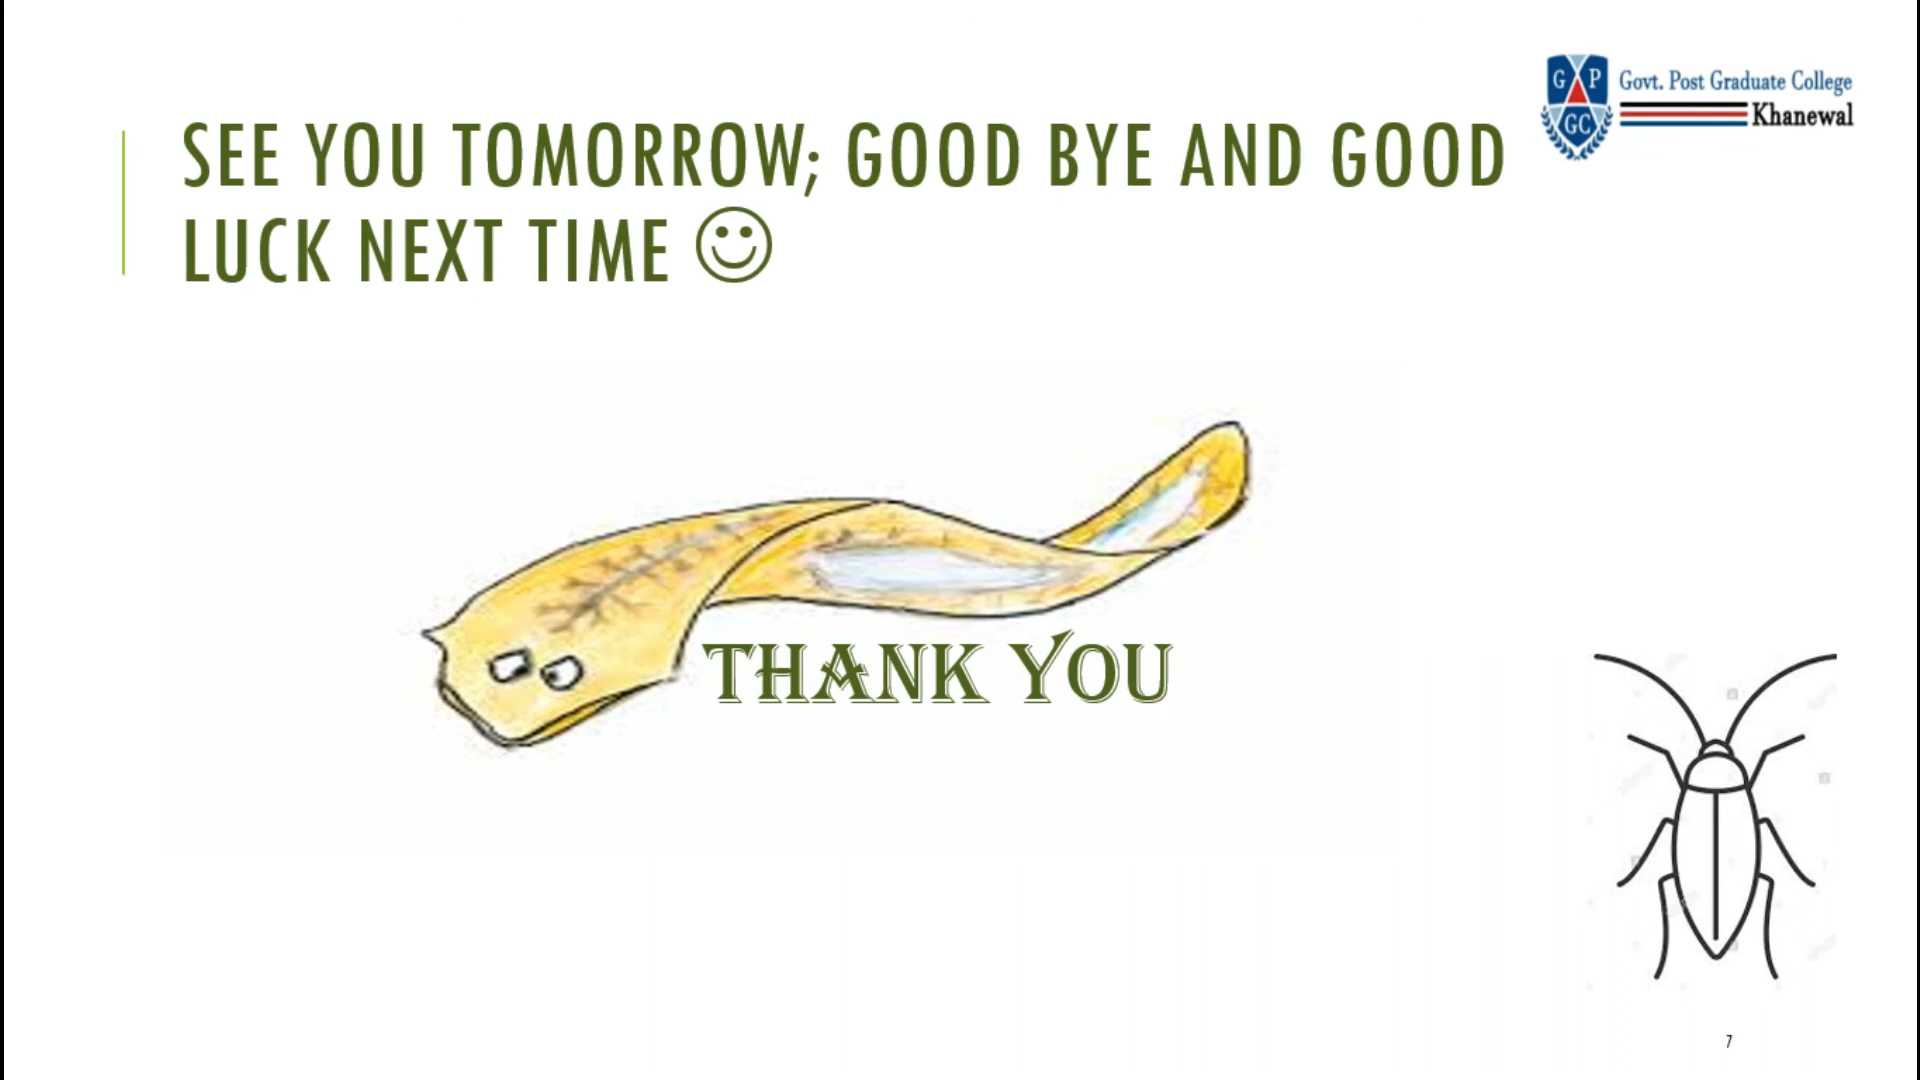 G P
GC
Govt. Post Graduate College
Khanewal
SEE YOU TOMORROW; GOOD BYE AND GOOD
LUCK NEXT TIME ☺
THANK YOU
7